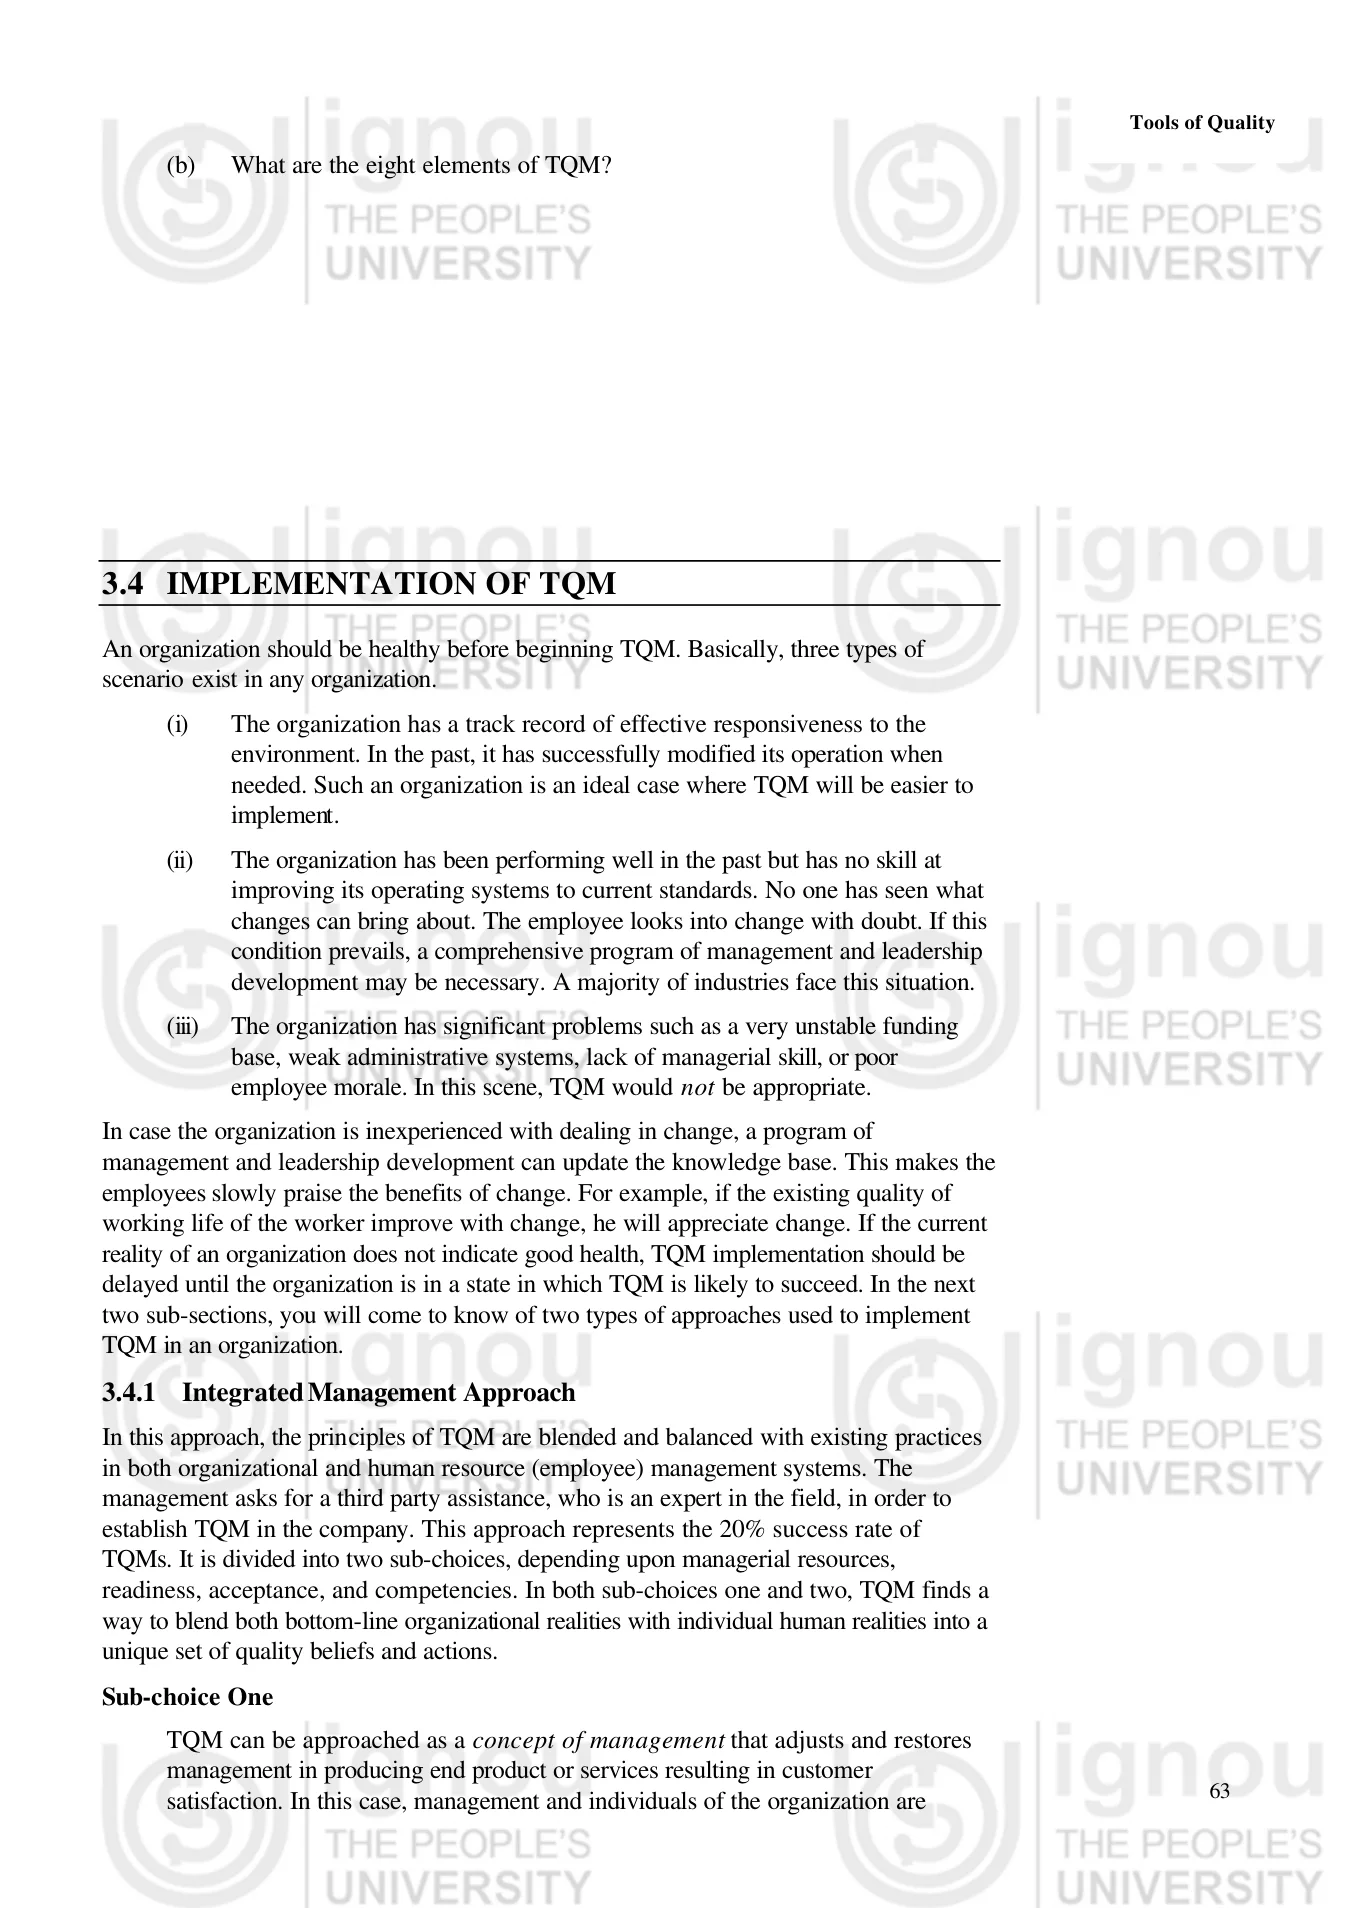 Tools of Quality
(b) What are the eight elements of TQM?
3.4 IMPLEMENTATION OF TQM
An organization should be healthy before beginning TQM. Basically, three types of
scenario exist in any organization.
(i) The organization has a track record of effective responsiveness to the
environment. In the past, it has successfully modified its operation when
needed. Such an organization is an ideal case where TQM will be easier to
implement.
(ii) The organization has been performing well in the past but has no skill at
improving its operating systems to current standards. No one has seen what
changes can bring about. The employee looks into change with doubt. If this
condition prevails, a comprehensive program of management and leadership
development may be necessary. A majority of industries face this situation.
(iii) The organization has significant problems such as a very unstable funding
base, weak administrative systems, lack of managerial skill, or poor
employee morale. In this scene, TQM would not be appropriate.
In case the organization is inexperienced with dealing in change, a program of
management and leadership development can update the knowledge base. This makes the
employees slowly praise the benefits of change. For example, if the existing quality of
working life of the worker improve with change, he will appreciate change. If the current
reality of an organization does not indicate good health, TQM implementation should be
delayed until the organization is in a state in which TQM is likely to succeed. In the next
two sub-sections, you will come to know of two types of approaches used to implement
TQM in an organization.
3.4.1 Integrated Management Approach
In this approach, the principles of TQM are blended and balanced with existing practices
in both organizational and human resource (employee) management systems. The
management asks for a third party assistance, who is an expert in the field, in order to
establish TQM in the company. This approach represents the 20% success rate of
TQMs. It is divided into two sub-choices, depending upon managerial resources,
readiness, acceptance, and competencies. In both sub-choices one and two, TQM finds a
way to blend both bottom-line organizational realities with individual human realities into a
unique set of quality beliefs and actions.
Sub-choice One
TQM can be approached as a concept of management that adjusts and restores
management in producing end product or services resulting in customer
satisfaction. In this case, management and individuals of the organization are
63
ignou
THE PEOPLE'S
UNIVERSITY